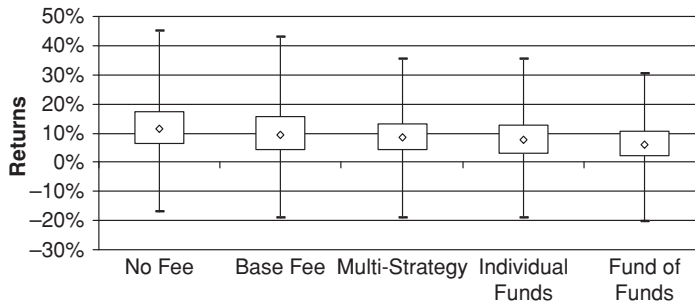 50%
40%
30%
20%
10%
0%
–10%
–20%
–30%
Returns
No Fee
Base Fee
Multi-Strategy
Individual
Funds
Fund of
Funds